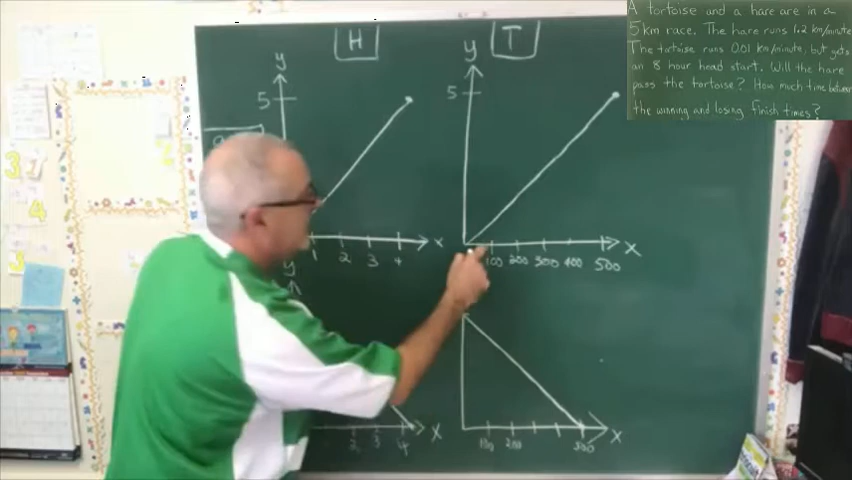 A tortoise and a hare are in a
5 km race. The hare runs 1.2 km/minute
The tortoise runs 0.01 km/minute, but gets
an 8 hour head start. Will the hare
pass the tortoise? How much time between
the winning and losing finish times?
H T
y y
5 5
1 2 3 4 x 100 200 300 400 500 x
y
2 3 4 x 100 200 500 x
31
4